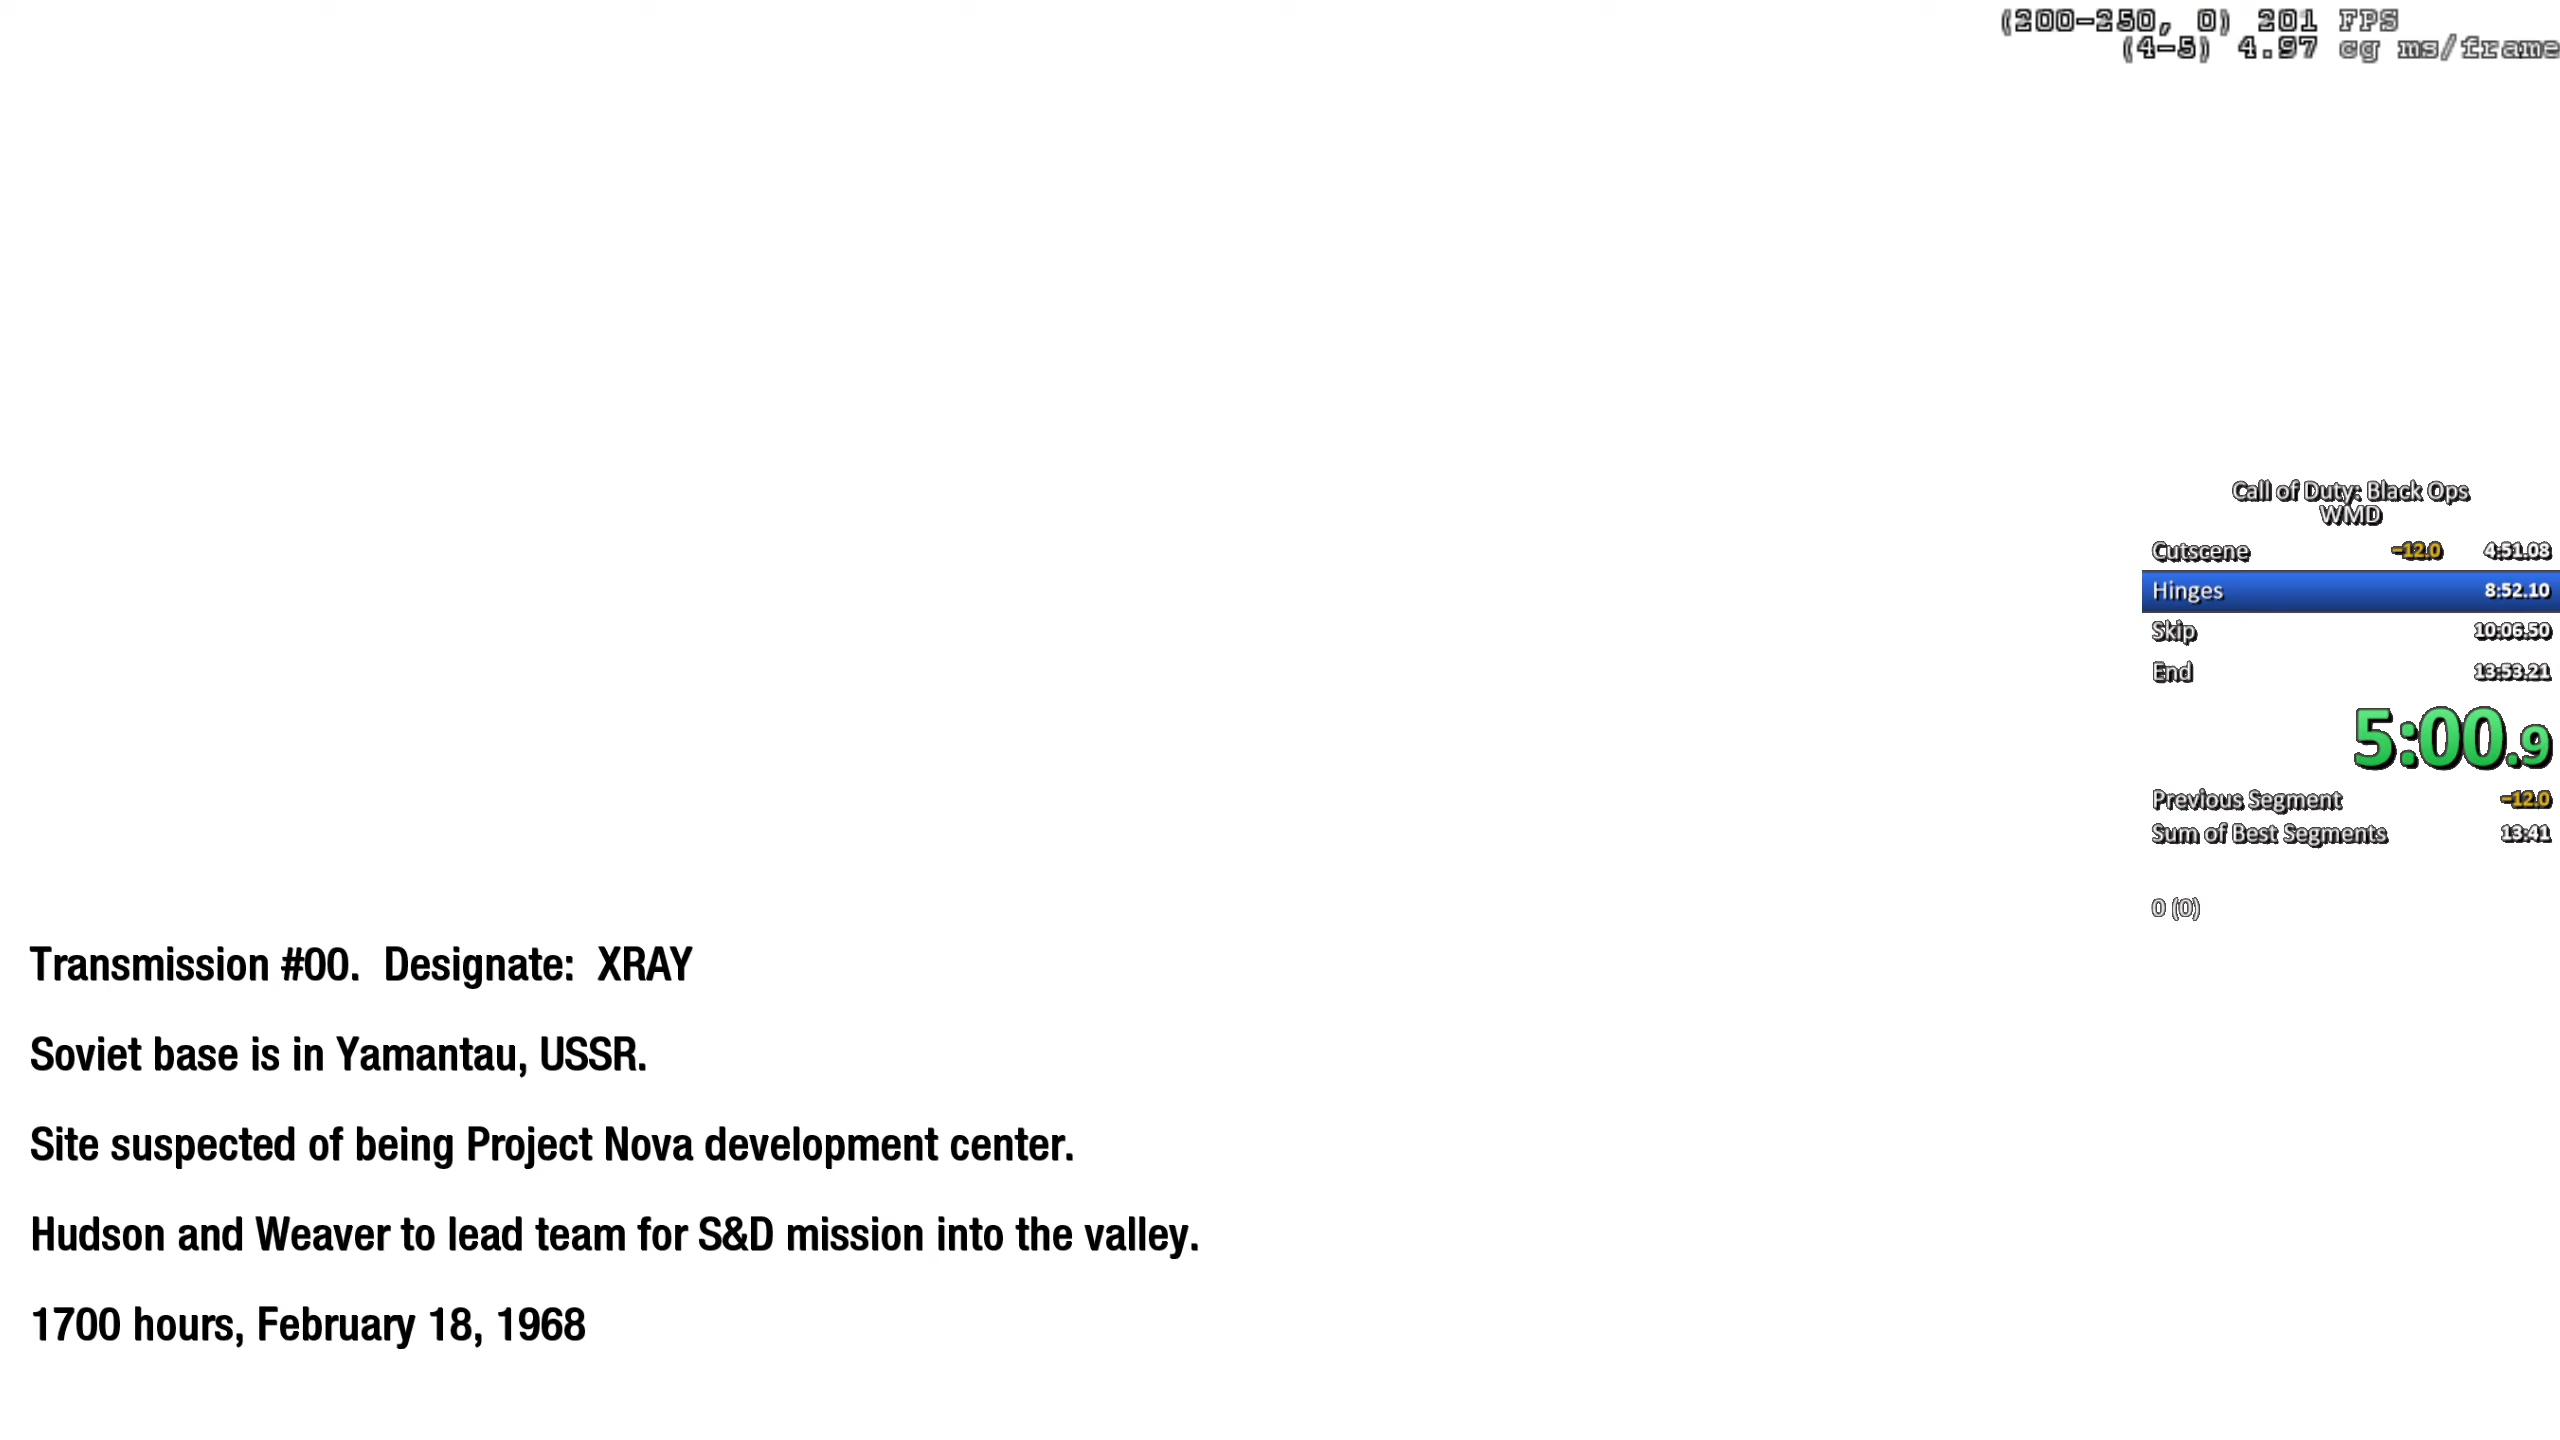 (200-250, 0) 201 FPS
(4-5) 4.97 cg ms/frame
Call of Duty: Black Ops
WMD
Cutscene -12.0 4:51.08
Hinges 8:52.10
Skip 10:06.50
End 13:53.21
5:00.9
Previous Segment -12.0
Sum of Best Segments 13:41
0 (0)
Transmission #00. Designate: XRAY
Soviet base is in Yamantau, USSR.
Site suspected of being Project Nova development center.
Hudson and Weaver to lead team for S&D mission into the valley.
1700 hours, February 18, 1968